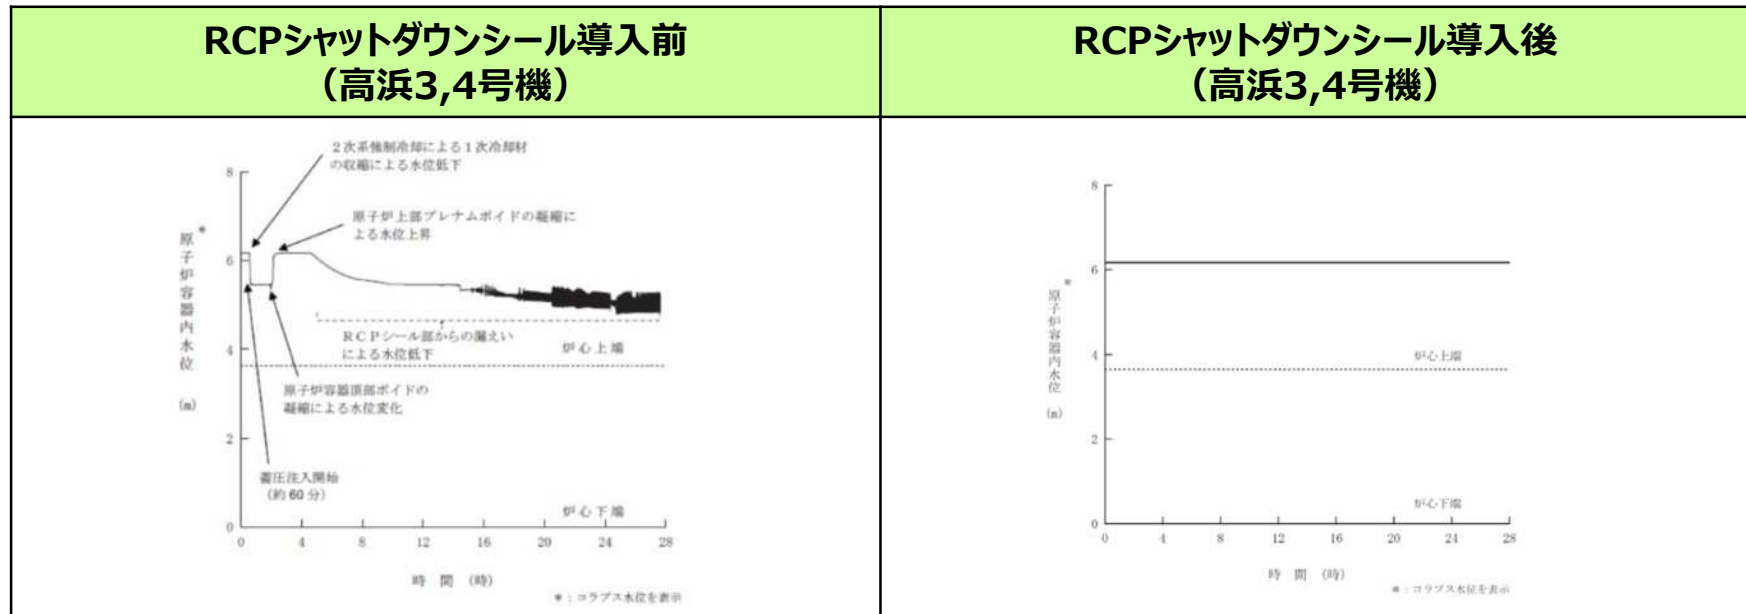 RCPシャットダウンシール導入前
（高浜3,4号機）
RCPシャットダウンシール導入後
（高浜3,4号機）
2次系強制冷却による1次冷却材
の収縮による水位低下
原子炉上部プレナムボイドの凝縮に
よる水位上昇
RCPシール部からの漏えい
による水位低下
炉心上端
原子炉容器頂部ボイドの
凝縮による水位変化
蓄圧注入開始
（約60分）
炉心下端
原子炉容器内水位 *
(m)
8
6
4
2
0
0 4 8 12 16 20 24 28
時間 (時)
*：コラプス水位を表示
原子炉容器内水位 *
(m)
8
6
4
2
0
炉心上端
炉心下端
0 4 8 12 16 20 24 28
時間 (時)
*：コラプス水位を表示